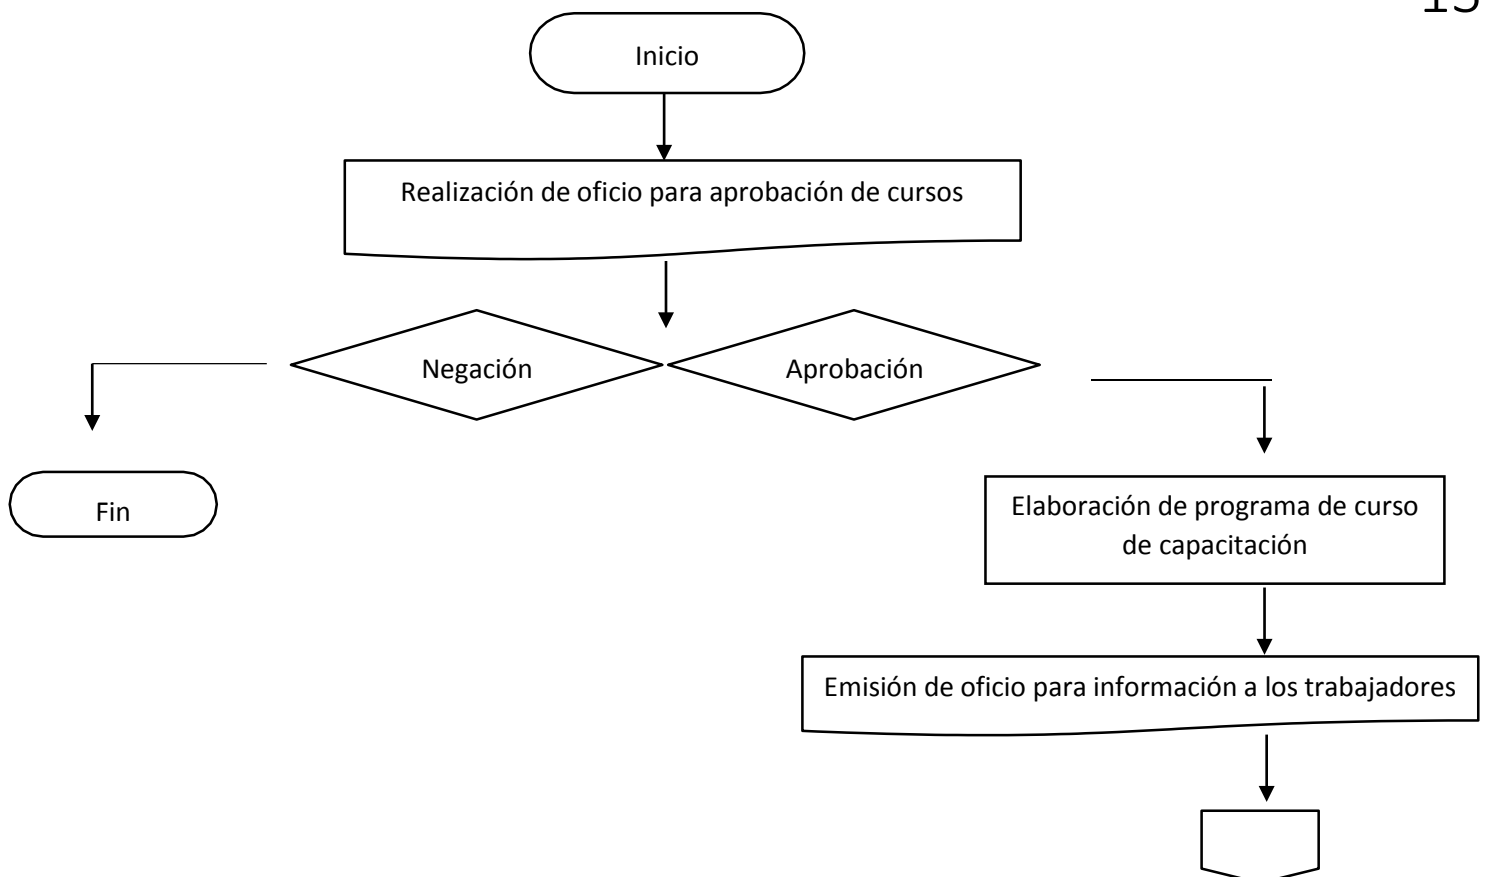 Inicio
Realización de oficio para aprobación de cursos
Negación
Aprobación
Fin
Elaboración de programa de curso
de capacitación
Emisión de oficio para información a los trabajadores